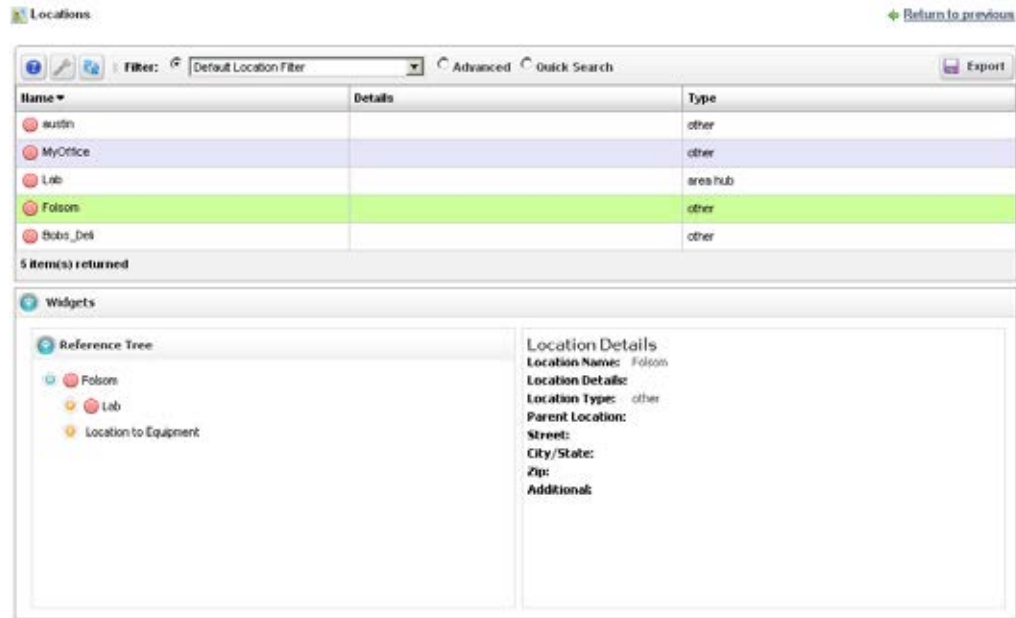 Locations Return to previous
Filter: Default Location Filter Advanced Quick Search Export
Name Details Type
austin other
MyOffice other
Lab area hub
Folsom other
Bobs_Deli other
5 item(s) returned
Widgets
Reference Tree
Folsom
Lab
Location to Equipment
Location Details
Location Name: Folsom
Location Details:
Location Type: other
Parent Location:
Street:
City/State:
Zip:
Additional: